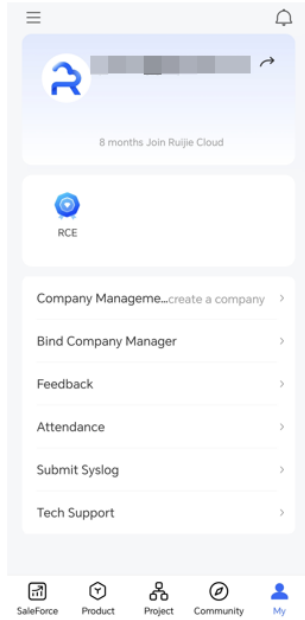 8 months Join Ruijie Cloud
RCE
Company Manageme...create a company
Bind Company Manager
Feedback
Attendance
Submit Syslog
Tech Support
SaleForce Product Project Community My